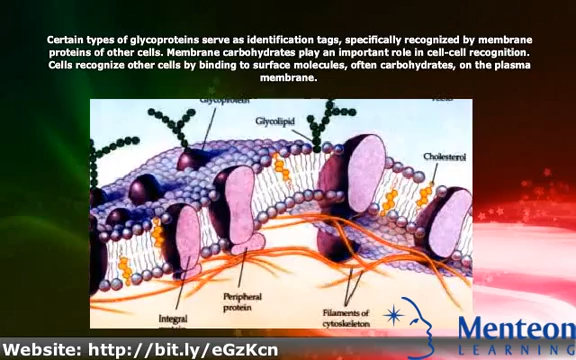 Certain types of glycoproteins serve as identification tags, specifically recognized by membrane
proteins of other cells. Membrane carbohydrates play an important role in cell-cell recognition.
Cells recognize other cells by binding to surface molecules, often carbohydrates, on the plasma
membrane.
Glycoprotein
Glycolipid
Cholesterol
Peripheral
protein
Integral
Filaments of
cytoskeleton
Menteon
LEARNING
Website: http://bit.ly/eGzKcn